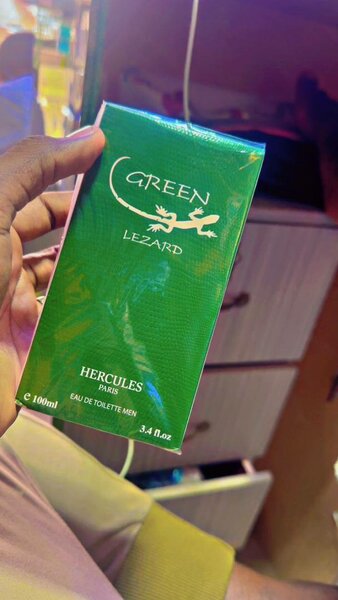 GREEN
LEZARD
HERCULES
PARIS
EAU DE TOILETTE MEN
e 100ml
3.4 fl.oz